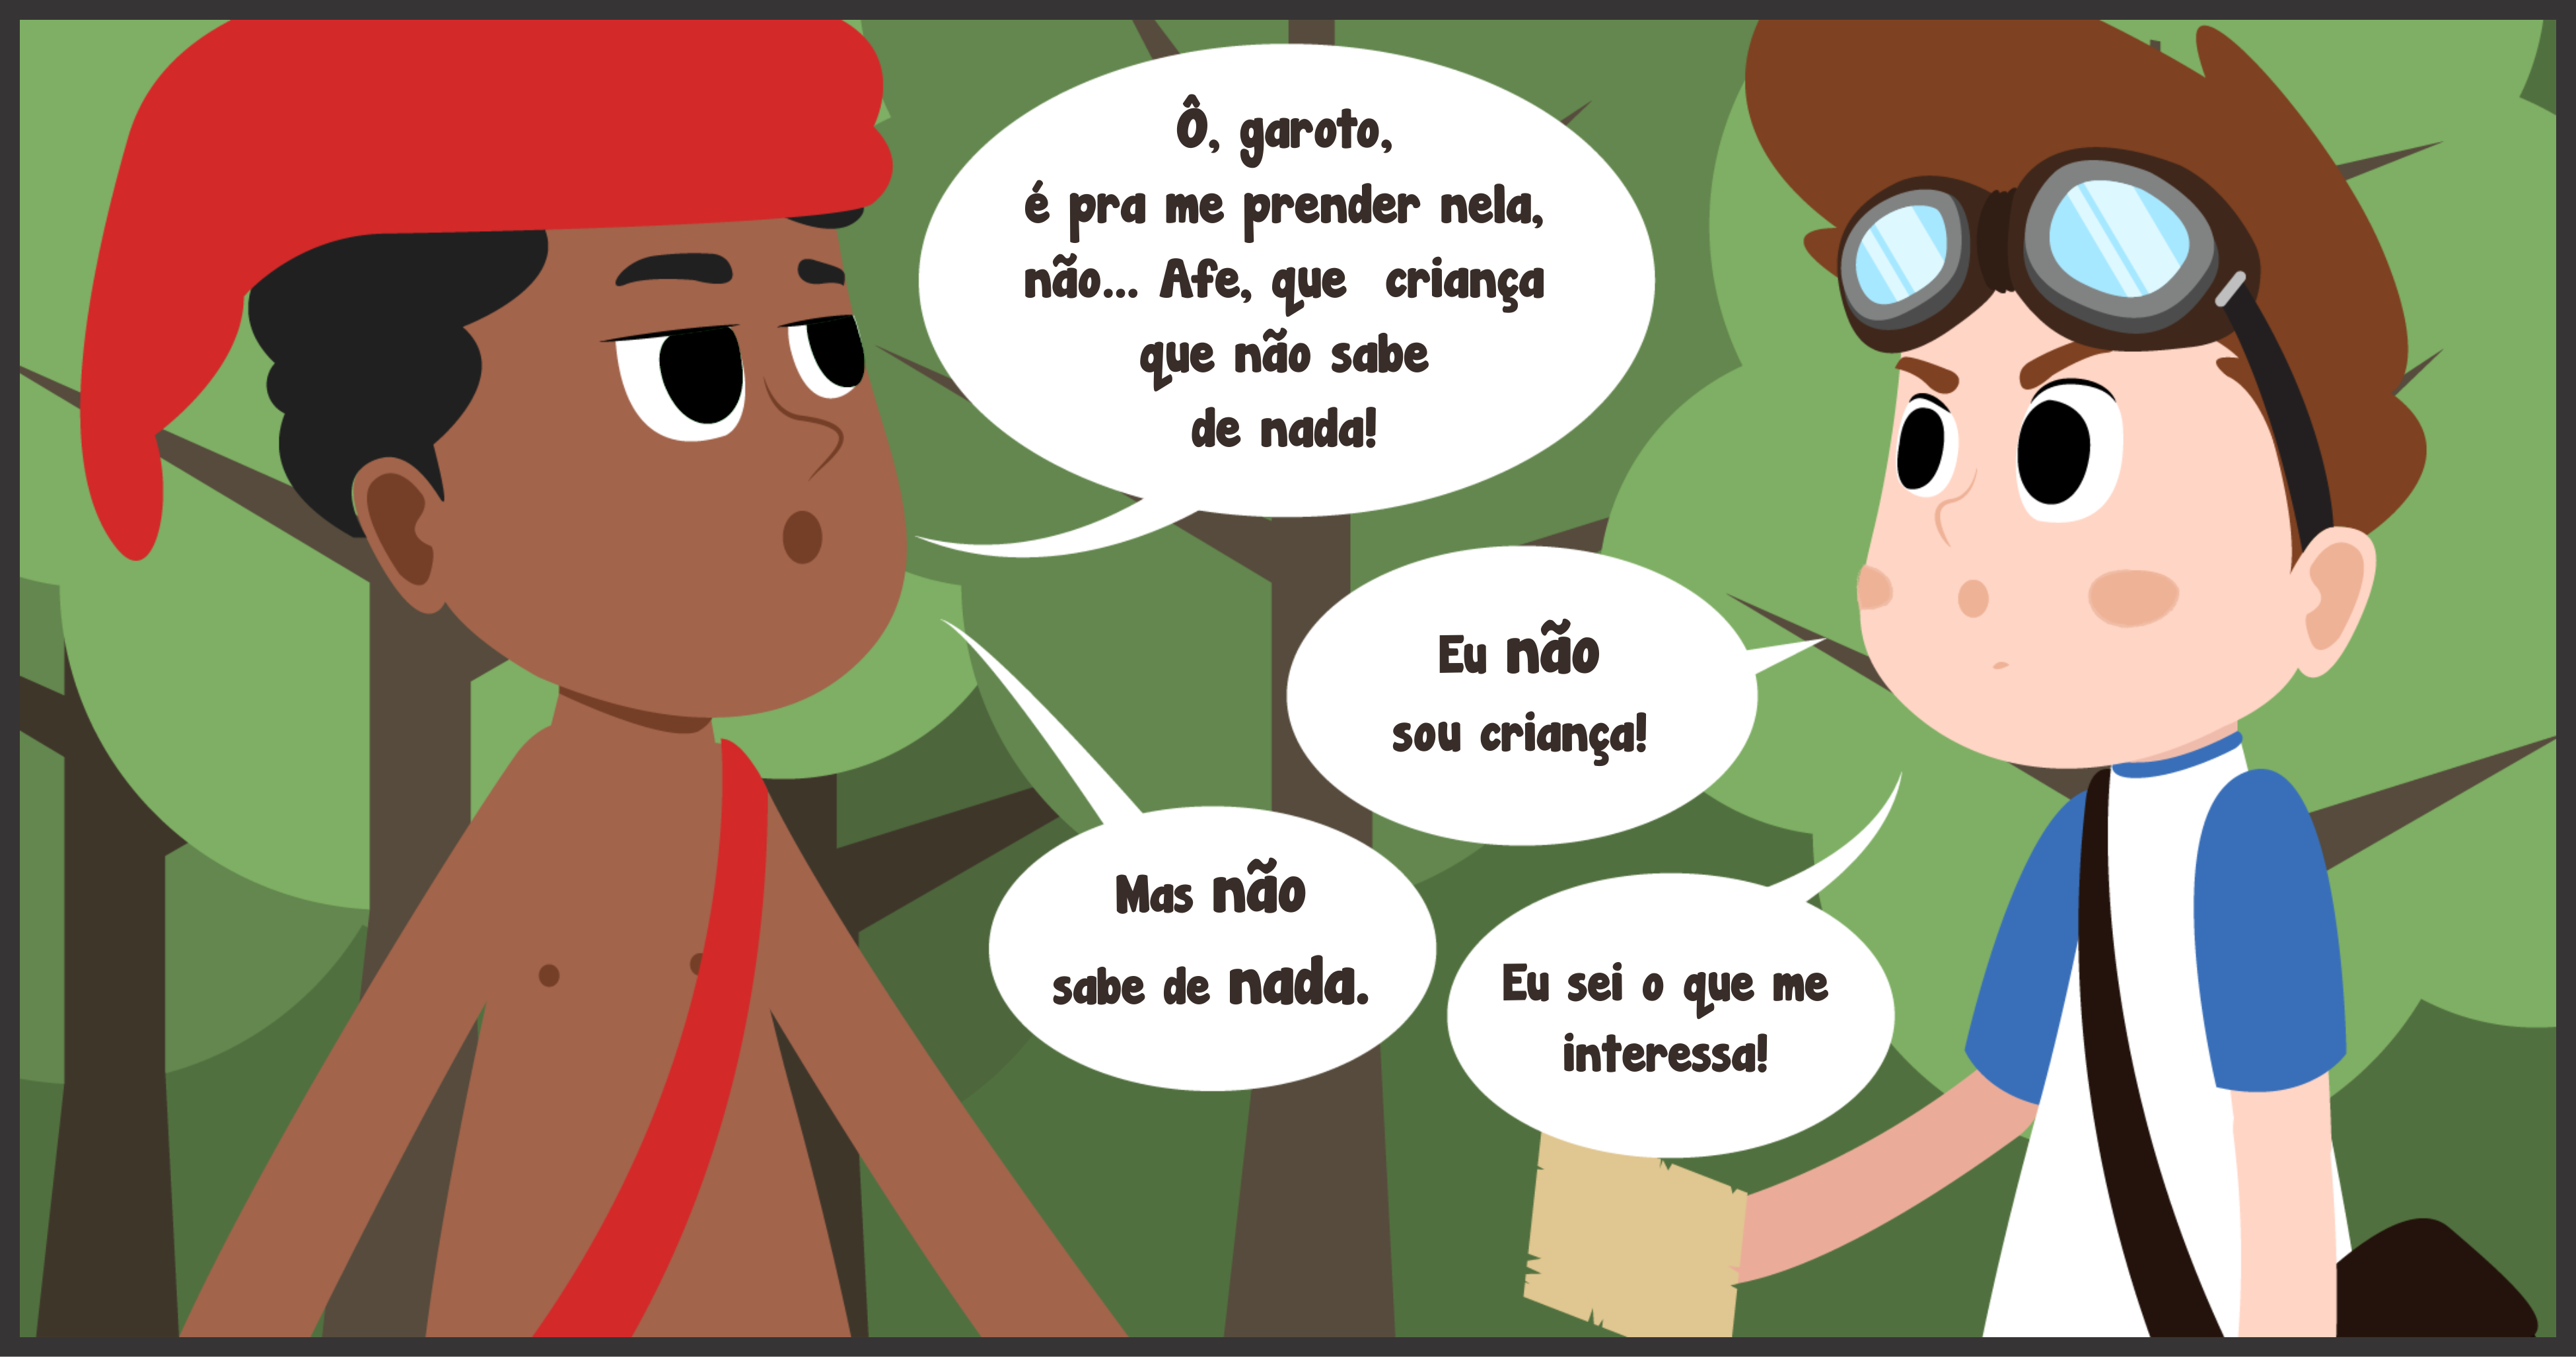 Ô, garoto,
é pra me prender nela,
não... Afe, que criança
que não sabe
de nada!
Eu não
sou criança!
Mas não
sabe de nada.
Eu sei o que me
interessa!